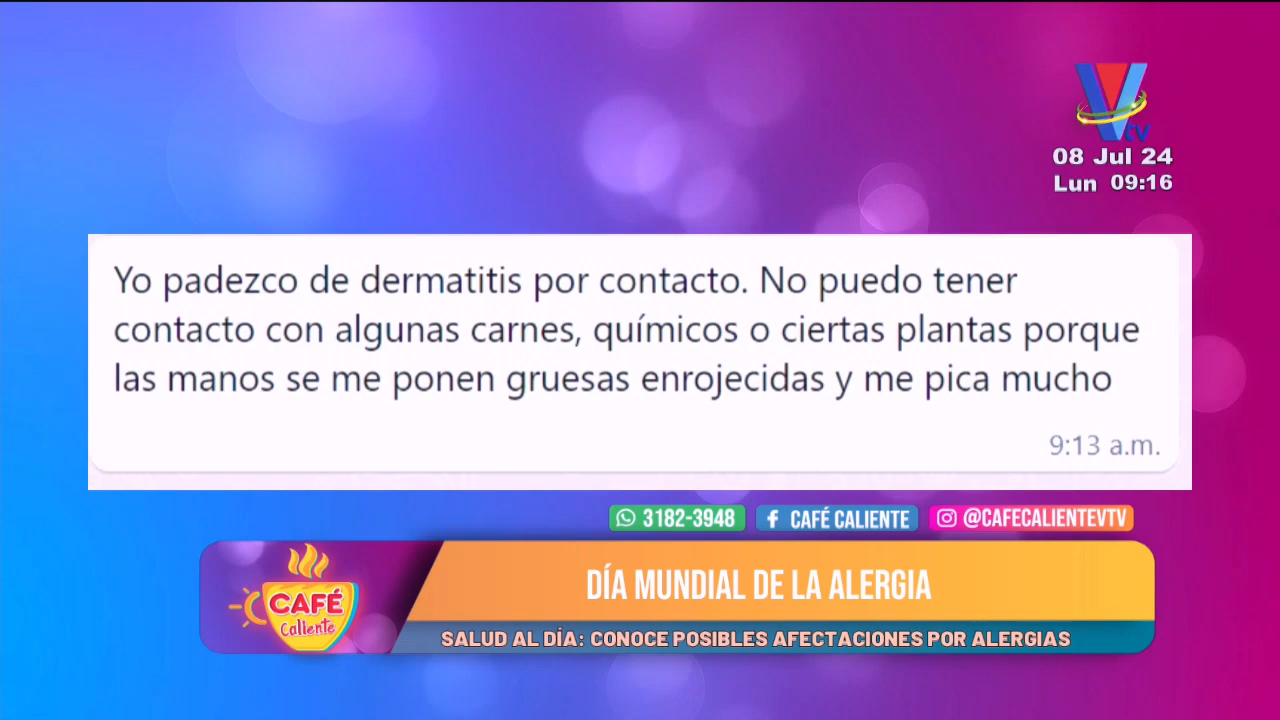 Vtv
08 Jul 24
Lun 09:16
Yo padezco de dermatitis por contacto. No puedo tener
contacto con algunas carnes, químicos o ciertas plantas porque
las manos se me ponen gruesas enrojecidas y me pica mucho
9:13 a.m.
3182-3948 CAFÉ CALIENTE @CAFECALIENTEVTV
CAFÉ
Caliente
DÍA MUNDIAL DE LA ALERGIA
SALUD AL DÍA: CONOCE POSIBLES AFECTACIONES POR ALERGIAS